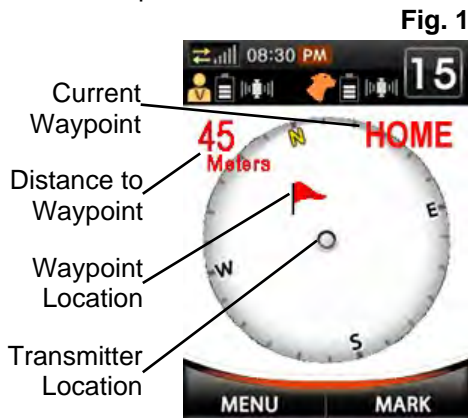 Fig. 1
08:30 PM
15
V
Current
Waypoint
45
Meters
HOME
N
Distance to
Waypoint
E
Waypoint
Location
W
S
Transmitter
Location
MENU
MARK